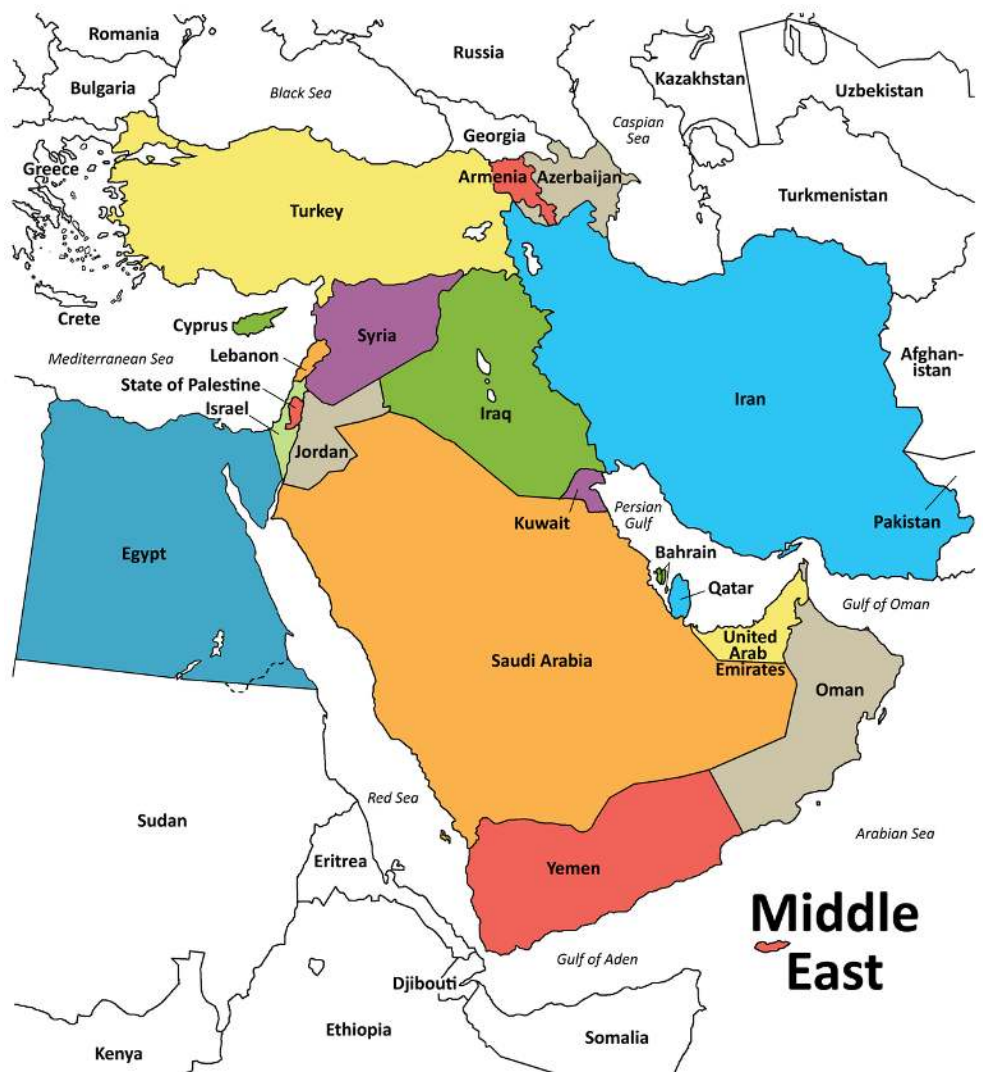 Romania
Russia
Kazakhstan
Uzbekistan
Bulgaria
Black Sea
Caspian
Sea
Georgia
Greece
Armenia
Azerbaijan
Turkmenistan
Turkey
Crete
Cyprus
Syria
Mediterranean Sea
Lebanon
Afghan-
istan
State of Palestine
Israel
Iraq
Iran
Jordan
Kuwait
Persian
Gulf
Pakistan
Egypt
Bahrain
Qatar
Gulf of Oman
United
Arab
Emirates
Saudi Arabia
Oman
Red Sea
Sudan
Arabian Sea
Eritrea
Yemen
Middle
East
Gulf of Aden
Djibouti
Ethiopia
Somalia
Kenya